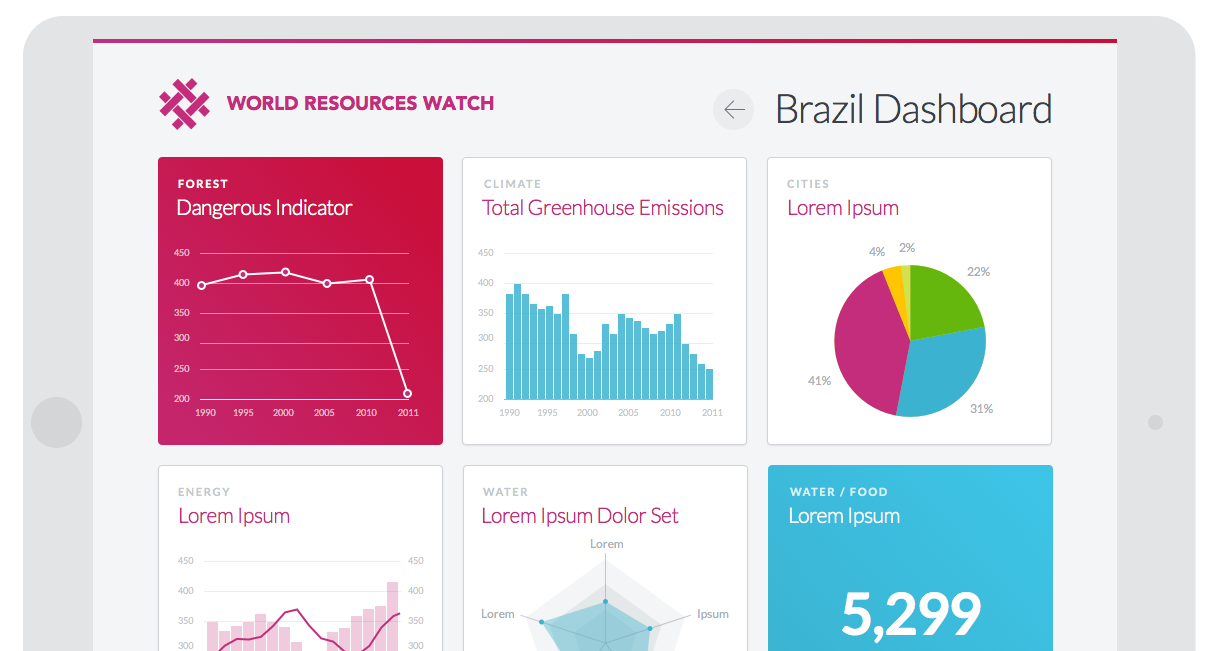 WORLD RESOURCES WATCH
Brazil Dashboard
FOREST
Dangerous Indicator
450
400
350
300
250
200
1990 1995 2000 2005 2010 2011
CLIMATE
Total Greenhouse Emissions
450
400
350
300
250
200
1990 1995 2000 2005 2010 2011
CITIES
Lorem Ipsum
4% 2%
22%
41%
31%
ENERGY
Lorem Ipsum
450 450
400 400
350 350
300 300
WATER
Lorem Ipsum Dolor Set
Lorem
Lorem Ipsum
WATER / FOOD
Lorem Ipsum
5,299